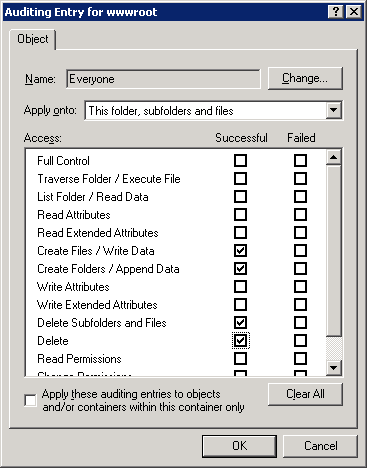 Auditing Entry for wwwroot
Object
Name: Everyone Change...
Apply onto: This folder, subfolders and files
Access: Successful Failed
Full Control
Traverse Folder / Execute File
List Folder / Read Data
Read Attributes
Read Extended Attributes
Create Files / Write Data
Create Folders / Append Data
Write Attributes
Write Extended Attributes
Delete Subfolders and Files
Delete
Read Permissions
Change Permissions
Apply these auditing entries to objects Clear All
and/or containers within this container only
OK Cancel